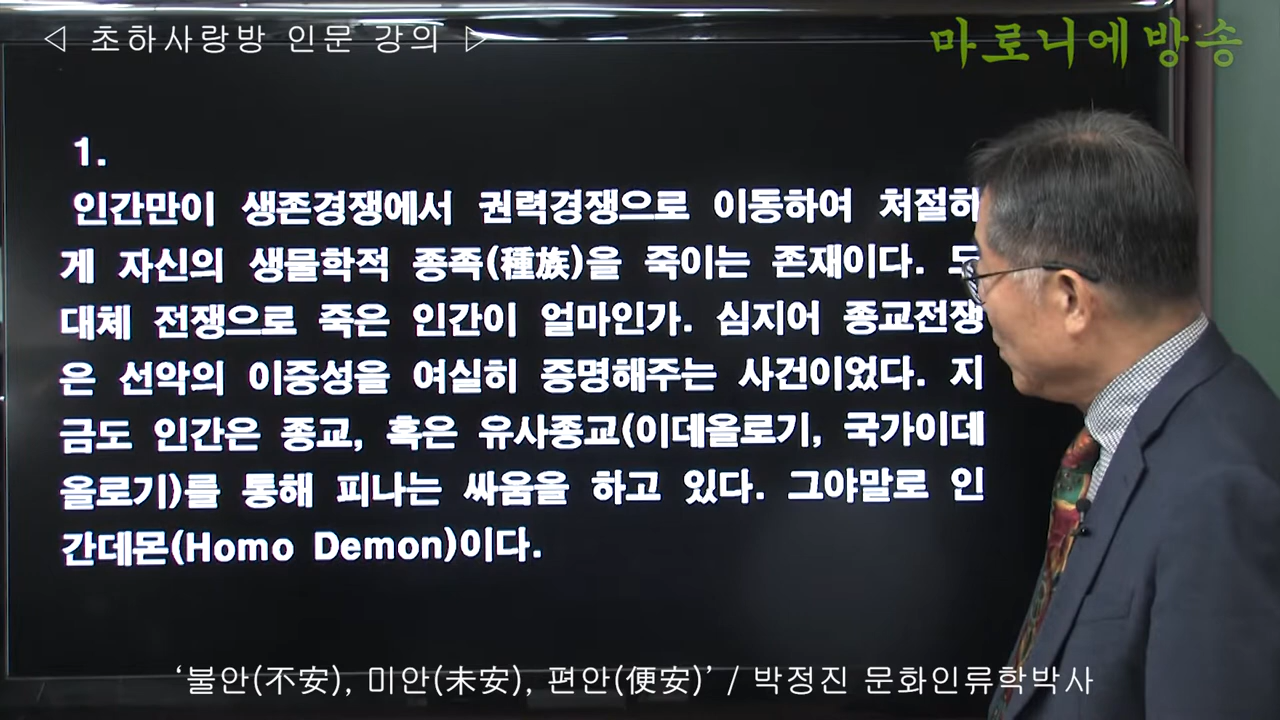 ◁ 초하사랑방 인문 강의 ▷
마로니에방송
1.
인간만이 생존경쟁에서 권력경쟁으로 이동하여 처절하
게 자신의 생물학적 종족(種族)을 죽이는 존재이다. 도
대체 전쟁으로 죽은 인간이 얼마인가. 심지어 종교전쟁
은 선악의 이중성을 여실히 증명해주는 사건이었다. 지
금도 인간은 종교, 혹은 유사종교(이데올로기, 국가이데
올로기)를 통해 피나는 싸움을 하고 있다. 그야말로 인
간데몬(Homo Demon)이다.
‘불안(不安), 미안(未安), 편안(便安)’ / 박정진 문화인류학박사